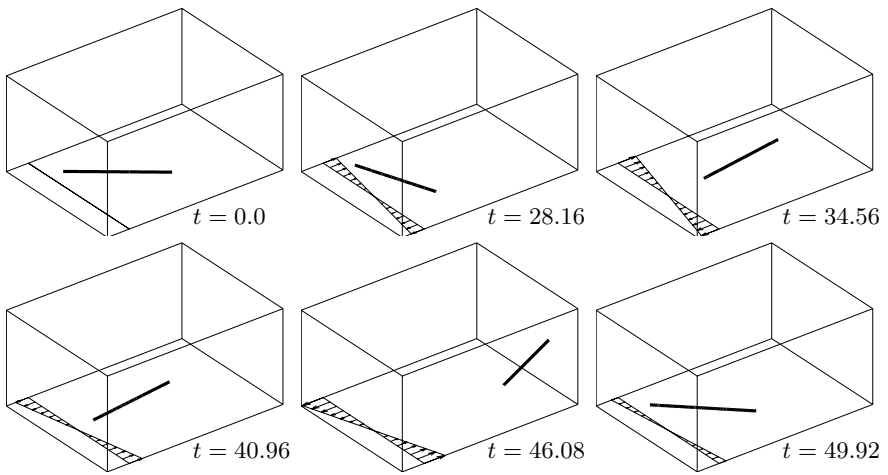 t = 0.0
t = 28.16
t = 34.56
t = 40.96
t = 46.08
t = 49.92